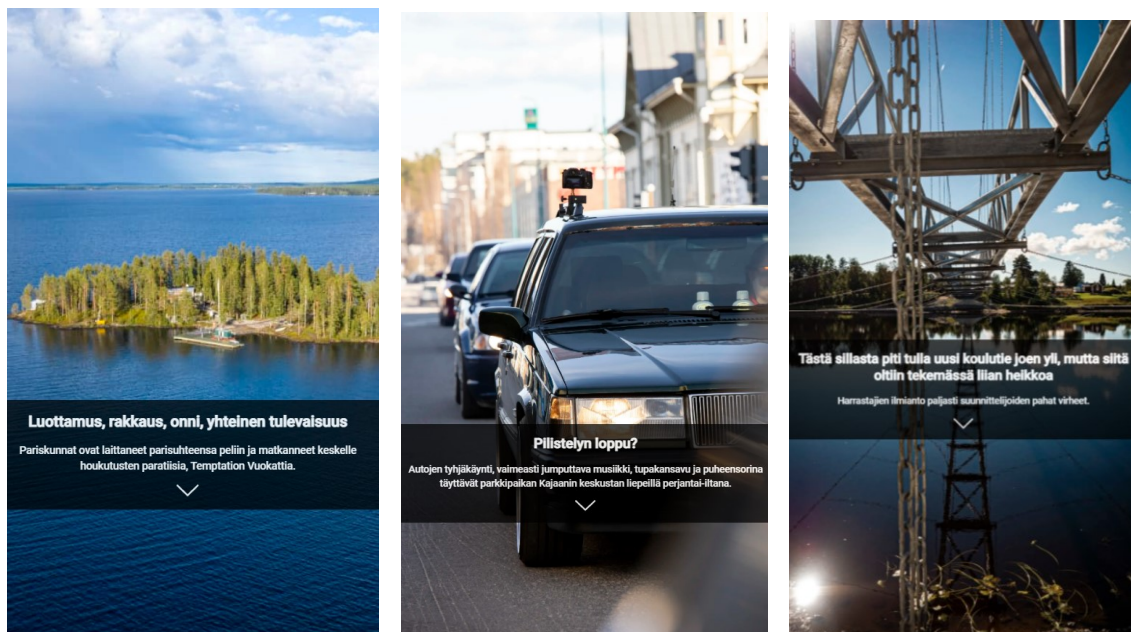 Luottamus, rakkaus, onni, yhteinen tulevaisuus
Pariskunnat ovat laittaneet parisuhteensa peliin ja matkanneet keskelle
houkutusten paratiisia, Temptation Vuokattia.
Pilistelyn loppu?
Autojen tyhjäkäynti, vaimeasti jumputtava musiikki, tupakansavu ja puheensorina
täyttävät parkkipaikan Kajaanin keskustan liepeillä perjantai-iltana.
Tästä sillasta piti tulla uusi koulutie joen yli, mutta siitä
oltiin tekemässä liian heikkoa
Harrastajien ilmianto paljasti suunnittelijoiden pahat virheet.